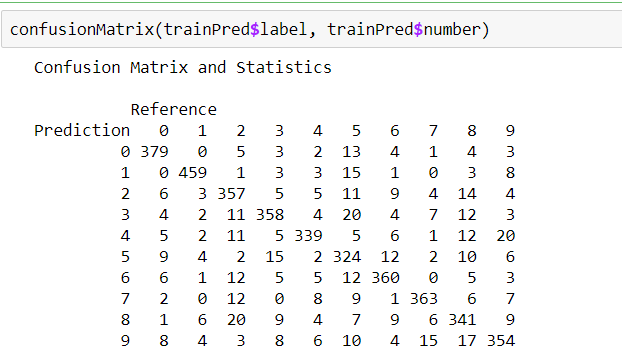 confusionMatrix(trainPred$label, trainPred$number)
Confusion Matrix and Statistics
Reference
Prediction 0 1 2 3 4 5 6 7 8 9
0 379 0 5 3 2 13 4 1 4 3
1 0 459 1 3 3 15 1 0 3 8
2 6 3 357 5 5 11 9 4 14 4
3 4 2 11 358 4 20 4 7 12 3
4 5 2 11 5 339 5 6 1 12 20
5 9 4 2 15 2 324 12 2 10 6
6 6 1 12 5 5 12 360 0 5 3
7 2 0 12 0 8 9 1 363 6 7
8 1 6 20 9 4 7 9 6 341 9
9 8 4 3 8 6 10 4 15 17 354